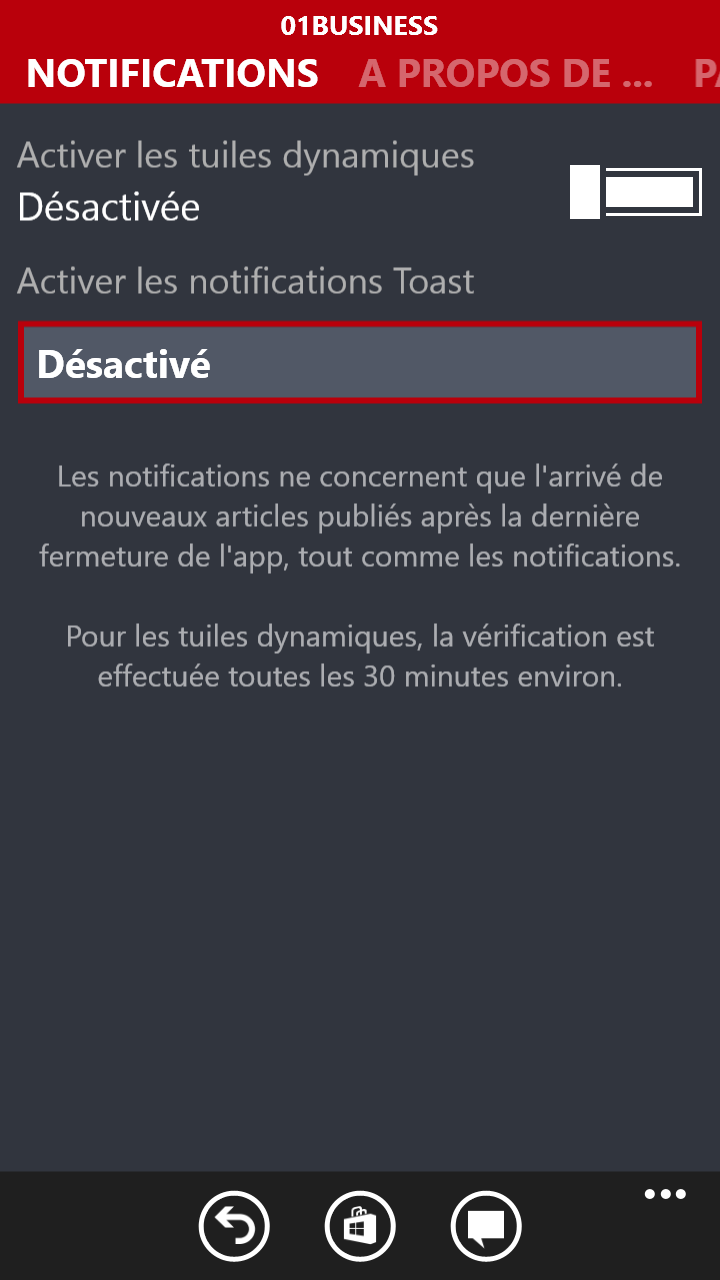 01BUSINESS
NOTIFICATIONS A PROPOS DE ...
Activer les tuiles dynamiques
Désactivée
Activer les notifications Toast
Désactivé
Les notifications ne concernent que l'arrivé de
nouveaux articles publiés après la dernière
fermeture de l'app, tout comme les notifications.
Pour les tuiles dynamiques, la vérification est
effectuée toutes les 30 minutes environ.